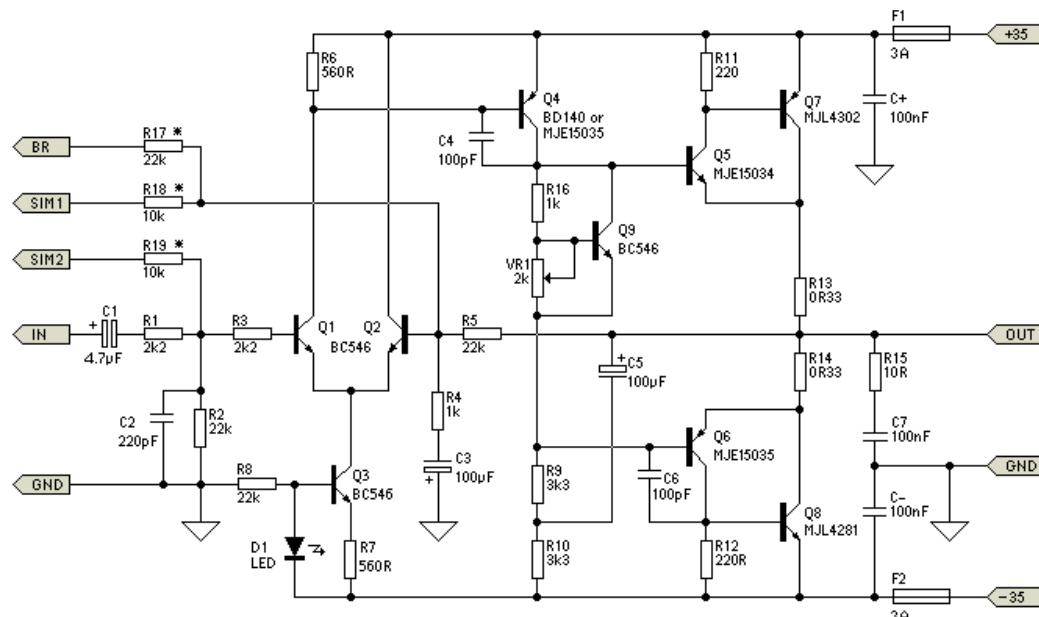 F1
3A
+35
R6
560R
R11
220
Q4
BD140 or
MJE15035
Q7
MJL4302
C+
100nF
C4
100pF
BR
R17 *
22k
Q5
MJE15034
SIM1
R18 *
10k
R16
1k
Q9
BC546
SIM2
R19 *
10k
VR1
2k
R13
0R33
IN
+
C1
4.7µF
R1
2k2
R3
2k2
Q1
Q2
BC546
R5
22k
OUT
+
C5
100µF
R14
0R33
R15
10R
R4
1k
C2
220pF
R2
22k
Q6
MJE15035
C7
100nF
C3
100µF
+
GND
R8
22k
Q3
BC546
R9
3k3
C6
100pF
GND
Q8
MJL4281
C-
100nF
D1
LED
R7
560R
R10
3k3
R12
220R
F2
-35